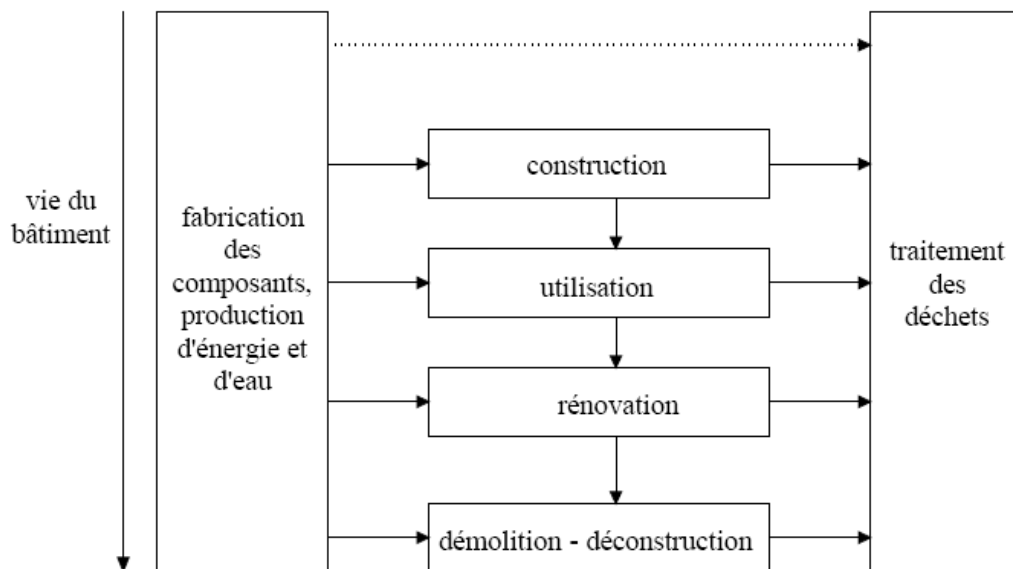 vie du
bâtiment
fabrication
des
composants,
production
d'énergie et
d'eau
construction
utilisation
rénovation
démolition - déconstruction
traitement
des
déchets